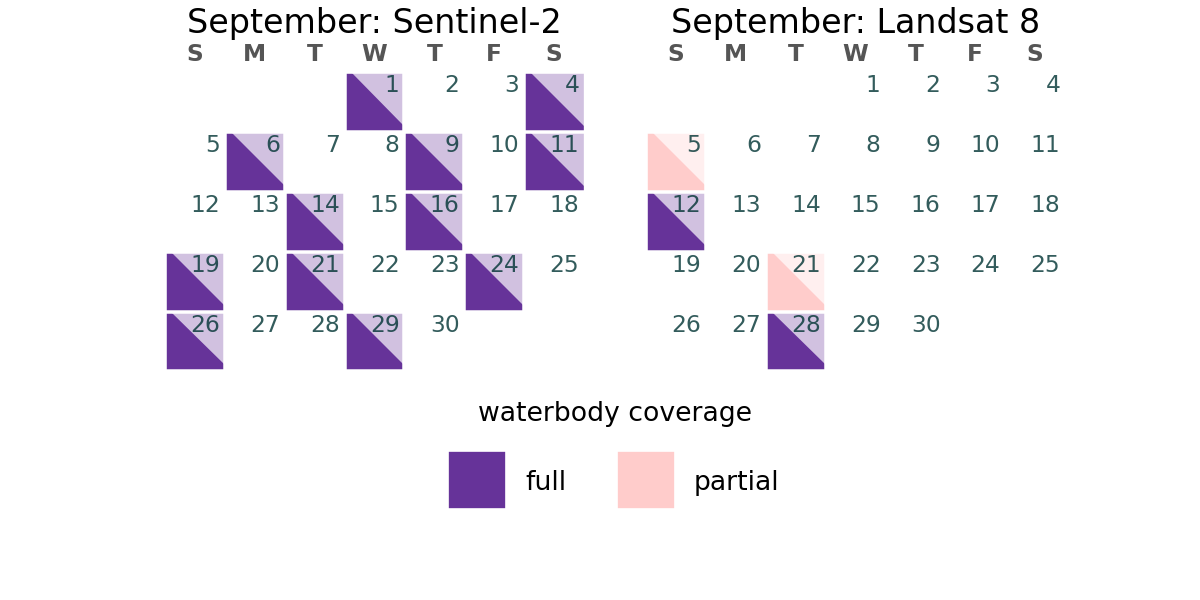 September: Sentinel-2
S M T W T F S
1 2 3 4
5 6 7 8 9 10 11
12 13 14 15 16 17 18
19 20 21 22 23 24 25
26 27 28 29 30
September: Landsat 8
S M T W T F S
1 2 3 4
5 6 7 8 9 10 11
12 13 14 15 16 17 18
19 20 21 22 23 24 25
26 27 28 29 30
waterbody coverage
full partial